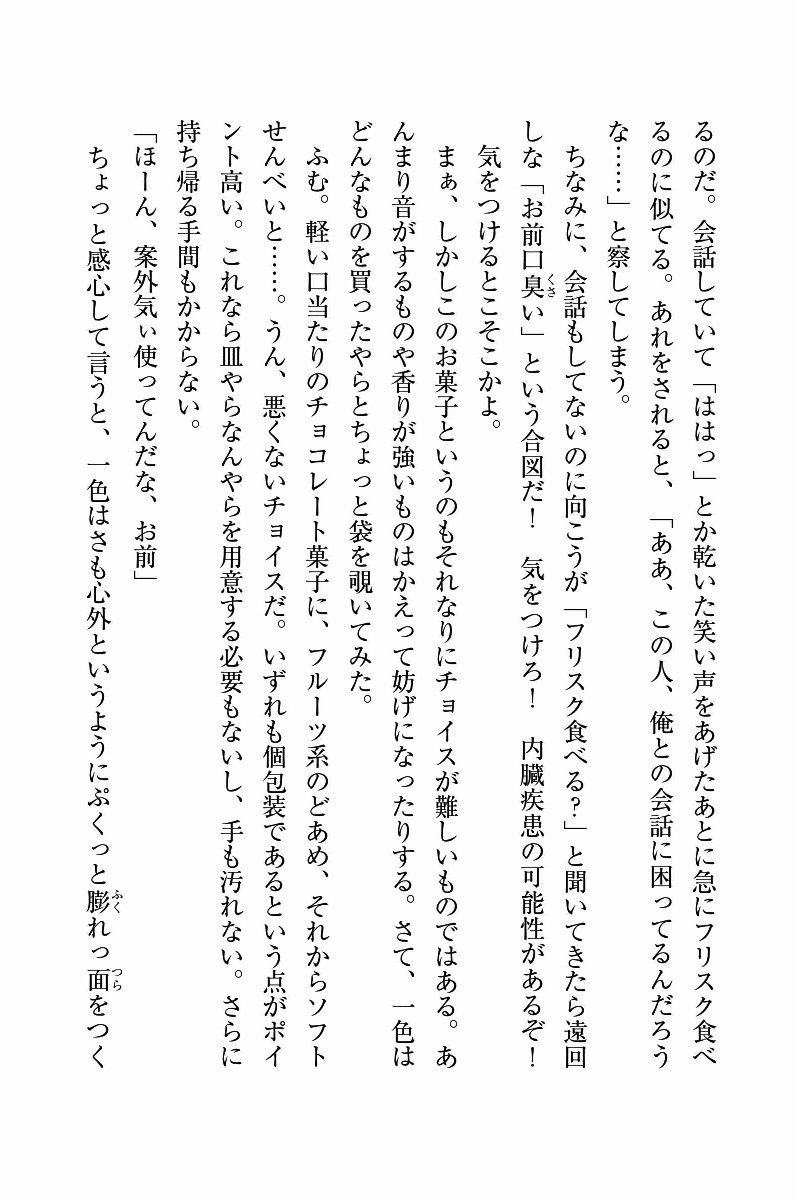 るのだ。会話していて「ははっ」とか乾いた笑い声をあげたあとに急にフリスク食べ
るのに似てる。あれをされると、「ああ、この人、俺との会話に困ってるんだろう
な……」と察してしまう。
　ちなみに、会話もしてないのに向こうが「フリスク食べる？」と聞いてきたら遠回
しな「お前口臭い」という合図だ！　気をつけろ！　内臓疾患の可能性があるぞ！
気をつけるとこそこかよ。
　まぁ、しかしこのお菓子というのもそれなりにチョイスが難しいものではある。あ
んまり音がするものや香りが強いものはかえって妨げになったりする。さて、一色は
どんなものを買ったやらとちょっと袋を覗いてみた。
　ふむ。軽い口当たりのチョコレート菓子に、フルーツ系のどあめ、それからソフト
せんべいと……。うん、悪くないチョイスだ。いずれも個包装であるという点がポイ
ント高い。これなら皿やらなんやらを用意する必要もないし、手も汚れない。さらに
持ち帰る手間もかからない。
「ほーん、案外気ぃ使ってんだな、お前」
　ちょっと感心して言うと、一色はさも心外というようにぷくっと膨れっ面をつく